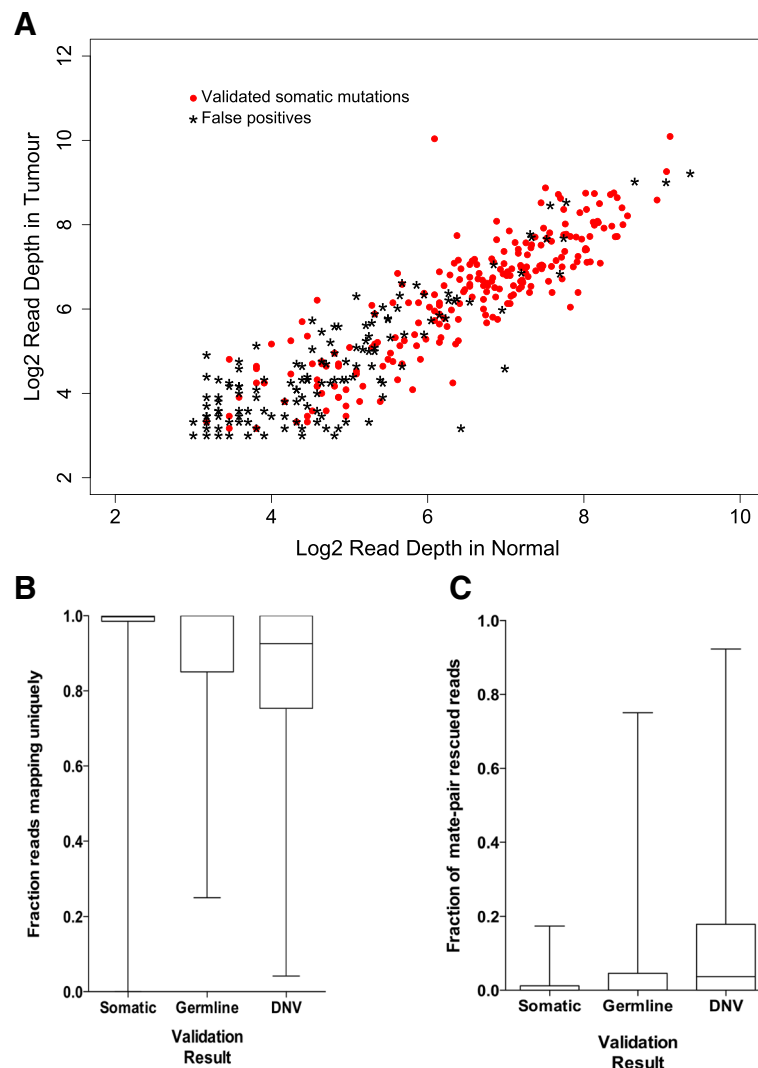 A
12
10
8
6
4
2
Log2 Read Depth in Tumour
Validated somatic mutations
* False positives
2 4 6 8 10
Log2 Read Depth in Normal
B
1.0
0.8
0.6
0.4
0.2
0.0
Fraction reads mapping uniquely
Somatic Germline DNV
Validation
Result
C
1.0
0.8
0.6
0.4
0.2
0.0
Fraction of mate-pair rescued reads
Somatic Germline DNV
Validation
Result